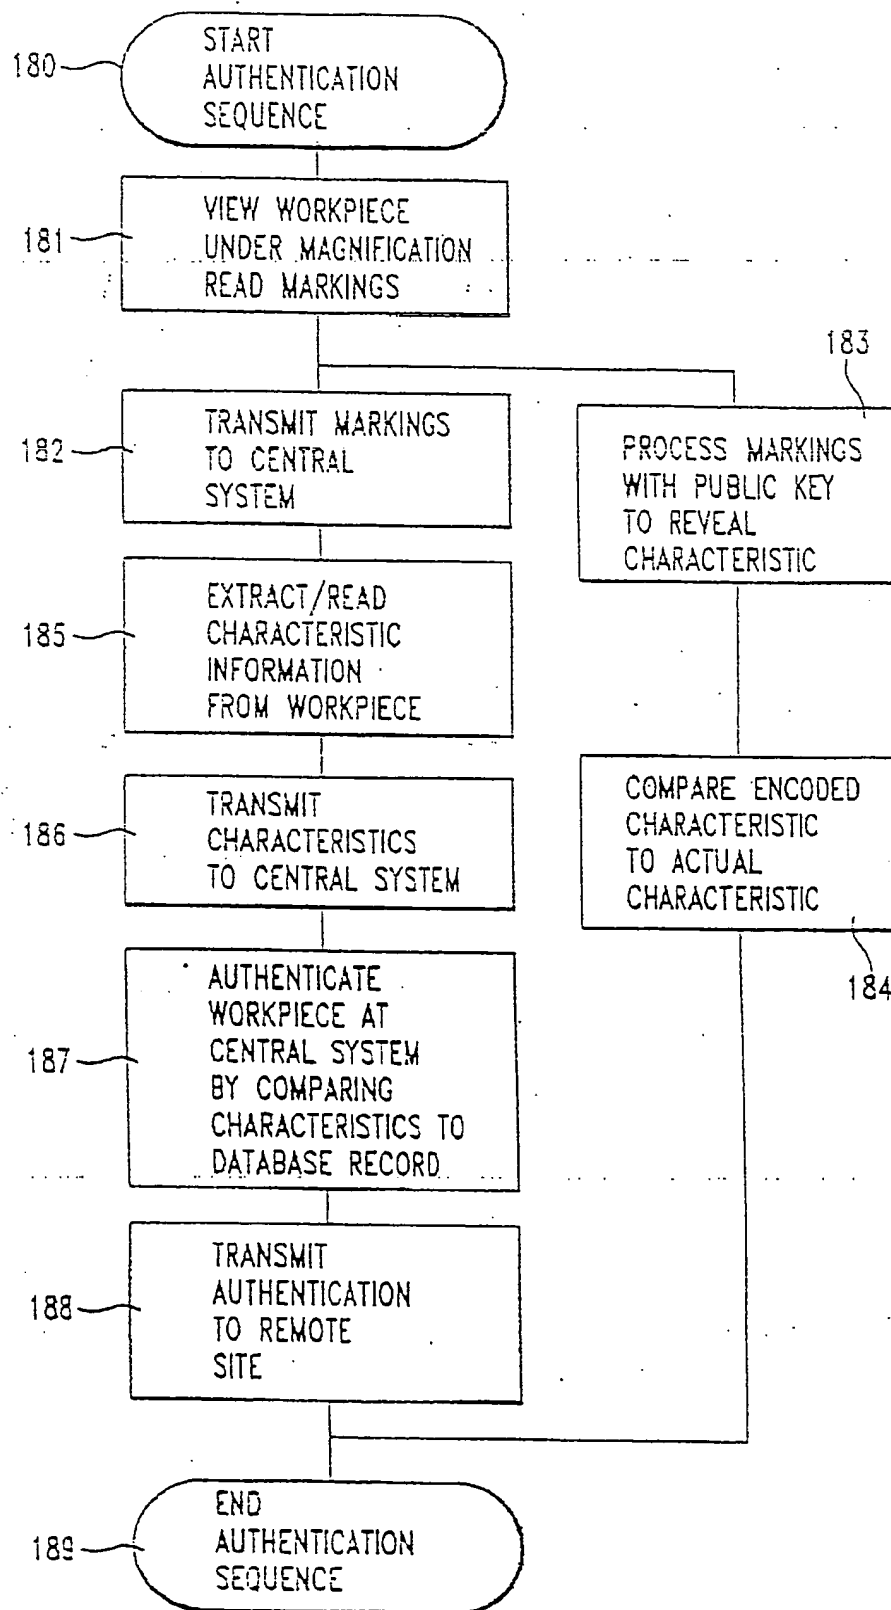 180
START
AUTHENTICATION
SEQUENCE
181
VIEW WORKPIECE
UNDER MAGNIFICATION
READ MARKINGS
182
TRANSMIT MARKINGS
TO CENTRAL
SYSTEM
183
PROCESS MARKINGS
WITH PUBLIC KEY
TO REVEAL
CHARACTERISTIC
185
EXTRACT/READ
CHARACTERISTIC
INFORMATION
FROM WORKPIECE
186
TRANSMIT
CHARACTERISTICS
TO CENTRAL SYSTEM
COMPARE ENCODED
CHARACTERISTIC
TO ACTUAL
CHARACTERISTIC
184
187
AUTHENTICATE
WORKPIECE AT
CENTRAL SYSTEM
BY COMPARING
CHARACTERISTICS TO
DATABASE RECORD
188
TRANSMIT
AUTHENTICATION
TO REMOTE
SITE
189
END
AUTHENTICATION
SEQUENCE